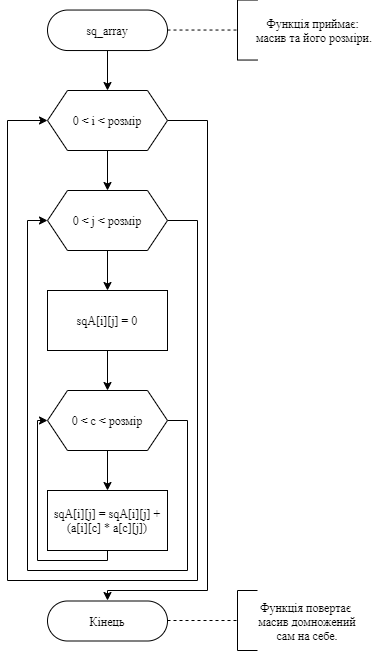 sq_array
Функція приймає:
масив та його розміри.
0 < i < розмір
0 < j < розмір
sqA[i][j] = 0
0 < c < розмір
sqA[i][j] = sqA[i][j] +
(a[i][c] * a[c][j])
Кінець
Функція повертає
масив домножений
сам на себе.